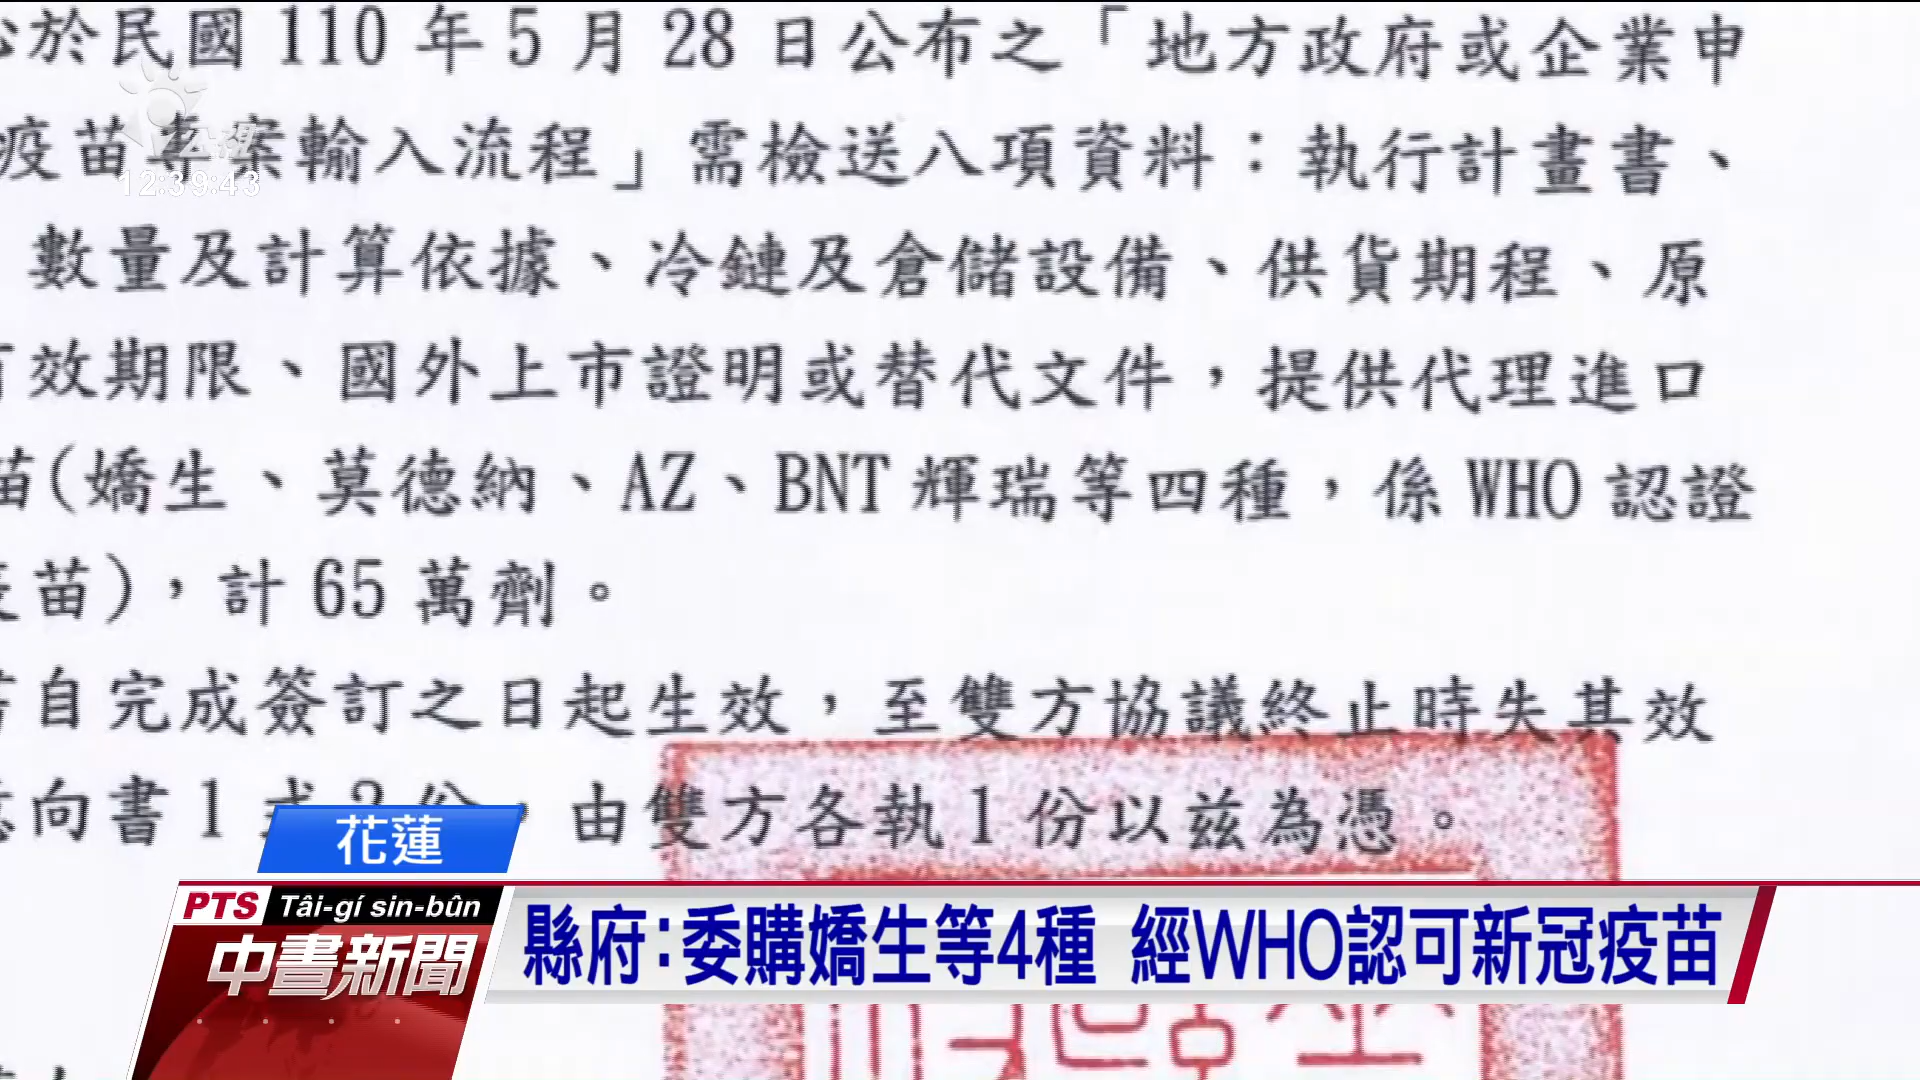 於民國 110 年 5 月 28 日公布之「地方政府或企業申
疫苗專案輸入流程」需檢送八項資料：執行計畫書、
數量及計算依據、冷鏈及倉儲設備、供貨期程、原
有效期限、國外上市證明或替代文件，提供代理進口
苗(嬌生、莫德納、AZ、BNT 輝瑞等四種，係 WHO 認證
疫苗)，計 65 萬劑。
自完成簽訂之日起生效，至雙方協議終止時失其效
向書 1 式 2 份，由雙方各執 1 份以茲為憑。
公視
12:39:43
花蓮
PTS Tâi-gí sin-bûn
中晝新聞
縣府:委購嬌生等4種 經WHO認可新冠疫苗